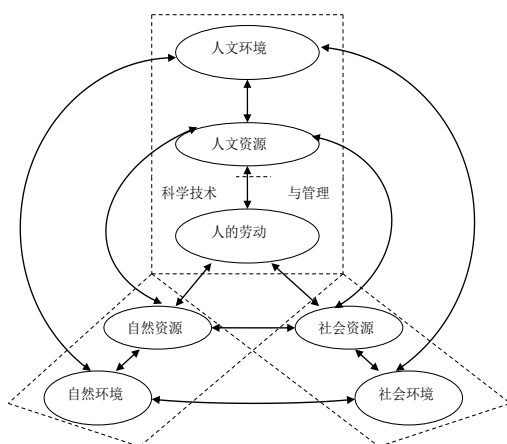 人文环境
人文资源
科学技术 与管理
人的劳动
自然资源 社会资源
自然环境 社会环境